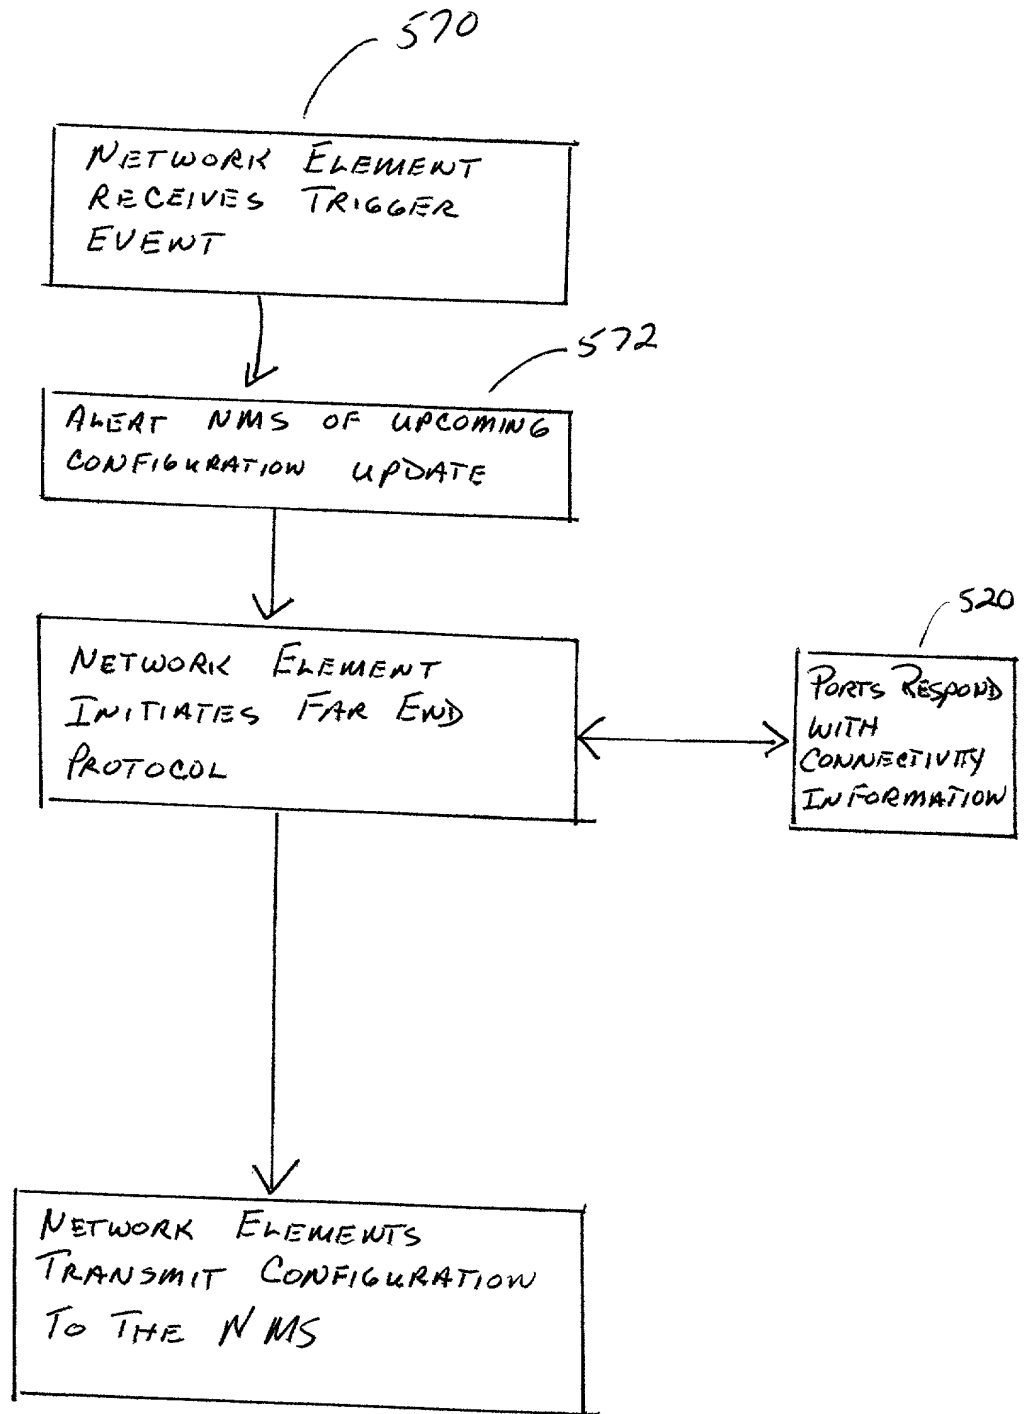 570
NETWORK ELEMENT
RECEIVES TRIGGER
EVENT
572
ALERT NMS OF UPCOMING
CONFIGURATION UPDATE
NETWORK ELEMENT
INITIATES FAR END
PROTOCOL
520
PORTS RESPOND
WITH
CONNECTIVITY
INFORMATION
NETWORK ELEMENTS
TRANSMIT CONFIGURATION
TO THE NMS